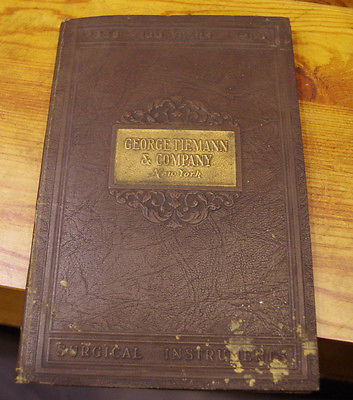 GEORGE TIEMANN
& COMPANY
New York
SURGICAL INSTRUMENTS